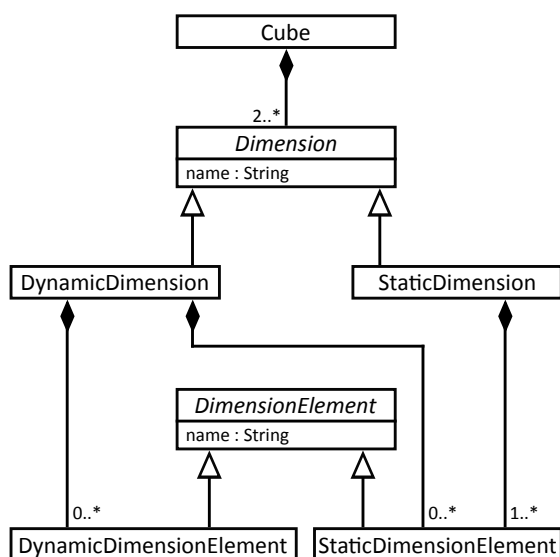 Cube
2..*
Dimension
name : String
DynamicDimension
StaticDimension
DimensionElement
name : String
0..*
0..*
1..*
DynamicDimensionElement
StaticDimensionElement